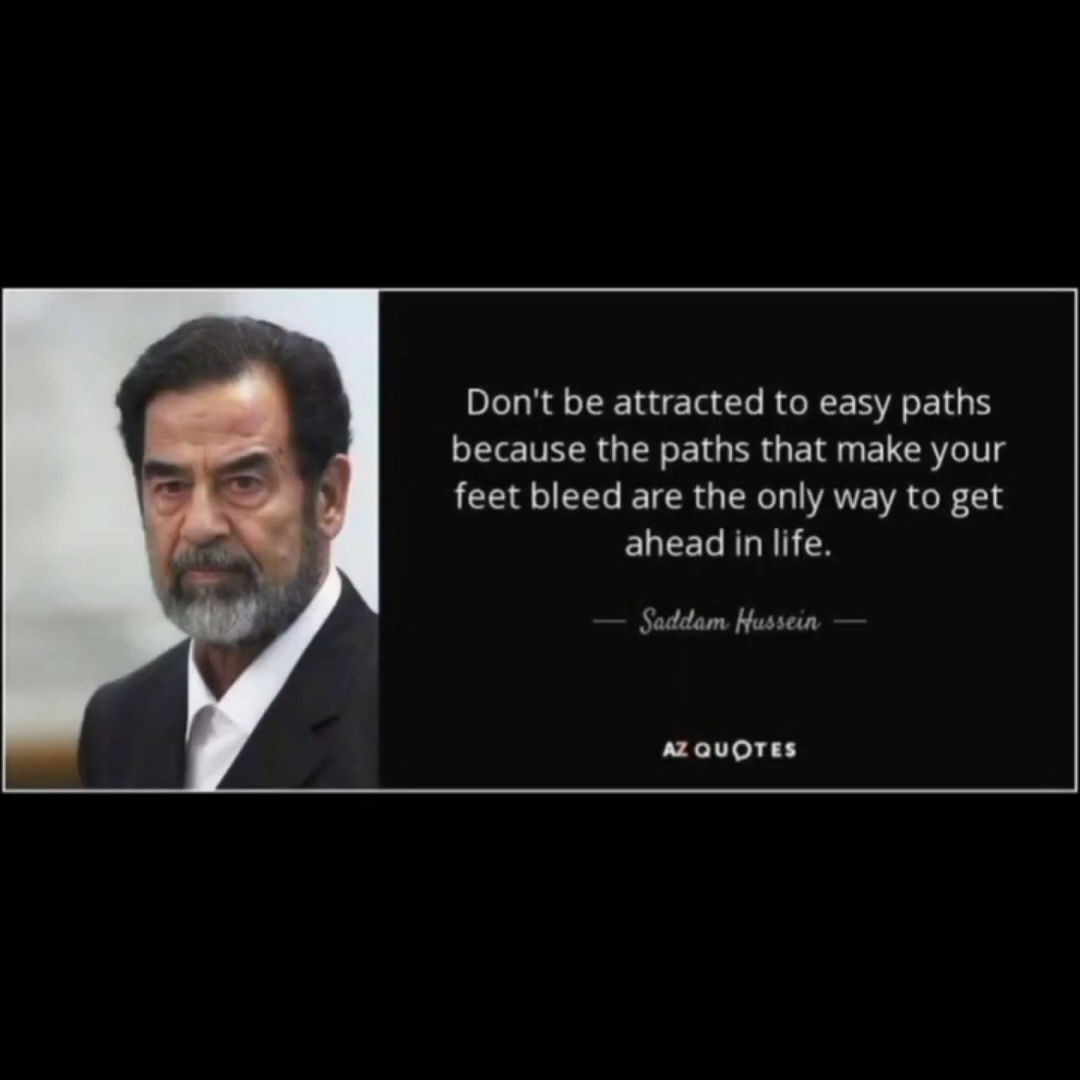 Don't be attracted to easy paths
because the paths that make your
feet bleed are the only way to get
ahead in life.
Saddam Hussein
AZ QUOTES